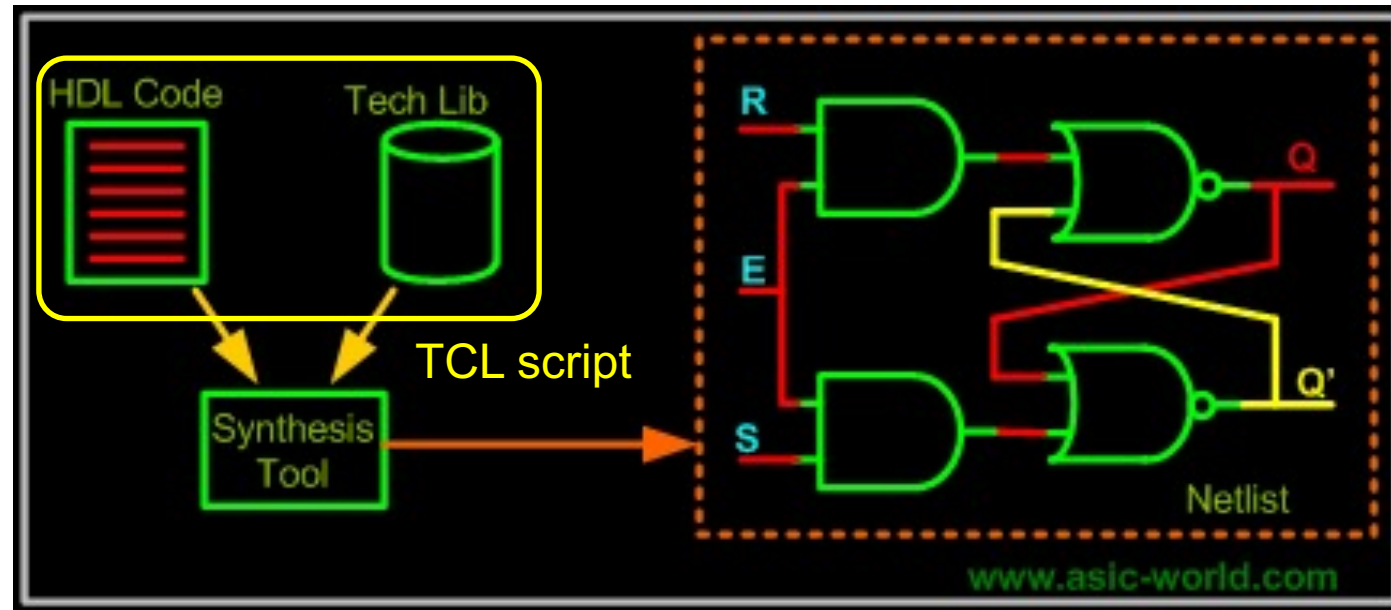 HDL Code
Tech Lib
TCL script
Synthesis
Tool
R
E
S
Q
Q'
Netlist
www.asic-world.com